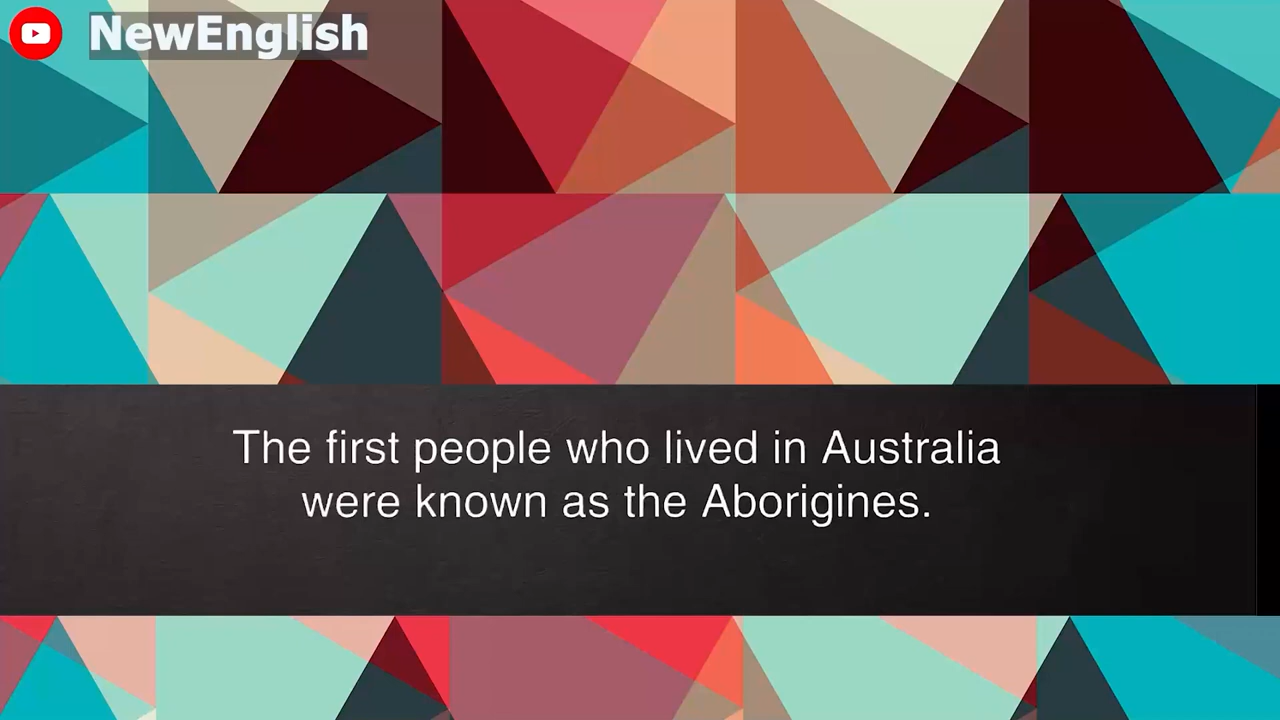 NewEnglish
The first people who lived in Australia
were known as the Aborigines.